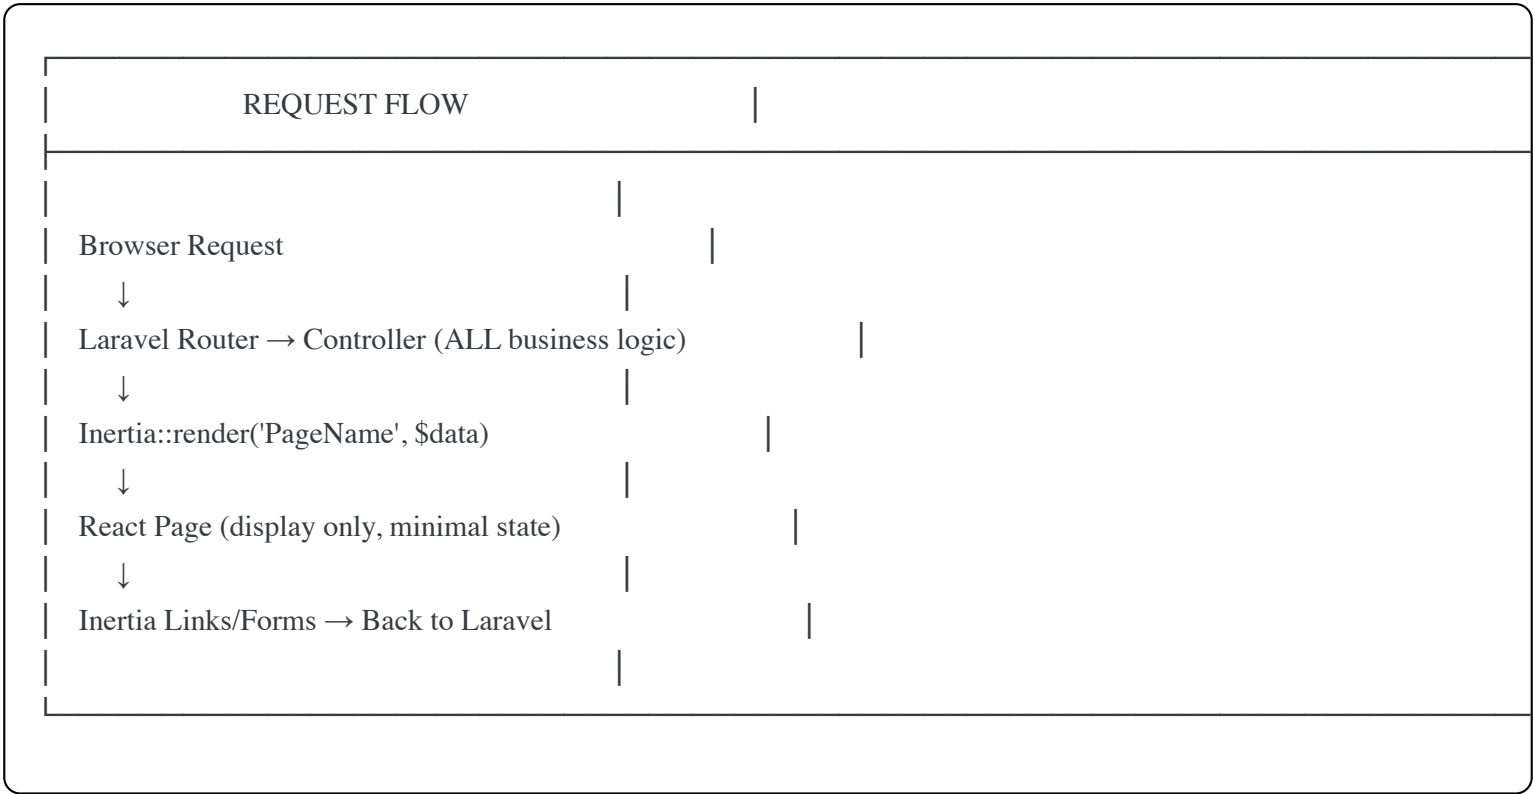 REQUEST FLOW
Browser Request
↓
Laravel Router → Controller (ALL business logic)
↓
Inertia::render('PageName', $data)
↓
React Page (display only, minimal state)
↓
Inertia Links/Forms → Back to Laravel